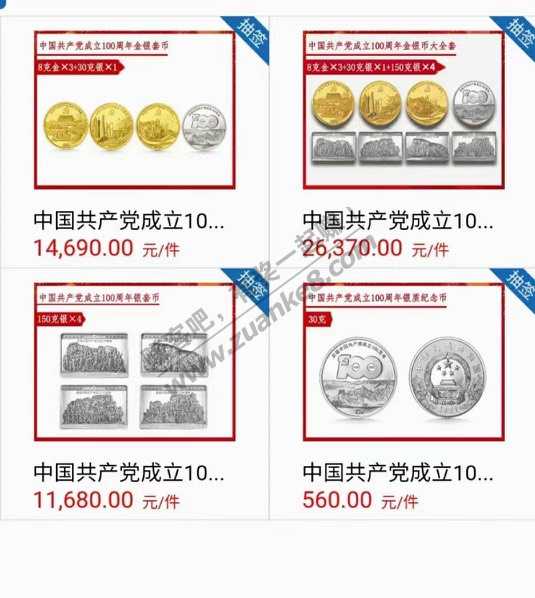 抽签
中国共产党成立100周年金银套币
8克金×3+30克银×1
中国共产党成立10...
14,690.00 元/件
抽签
中国共产党成立100周年金银币大全套
8克金×3+30克银×1+150克银×4
中国共产党成立10...
26,370.00 元/件
抽签
中国共产党成立100周年银套币
150克银×4
中国共产党成立10...
11,680.00 元/件
抽签
中国共产党成立100周年银质纪念币
30克
100
中国共产党成立10...
560.00 元/件
www.zuanke8.com